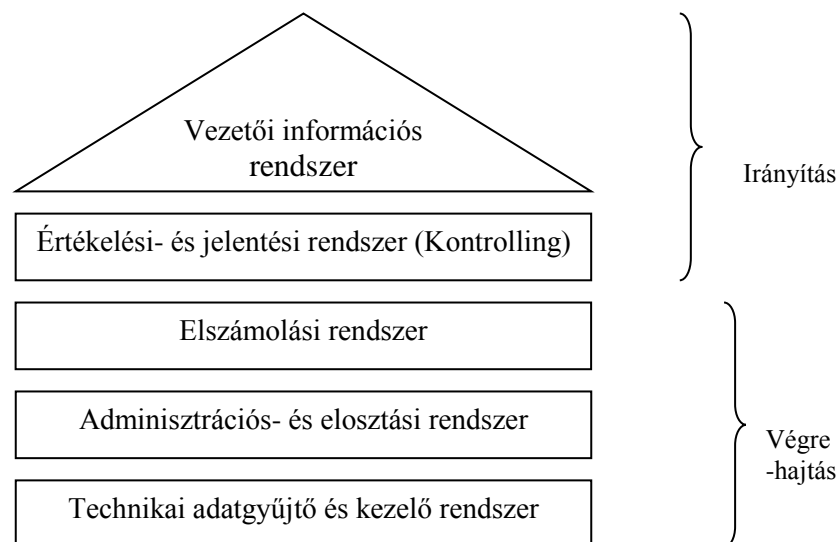 Vezetői információs
rendszer
Irányítás
Értékelési- és jelentési rendszer (Kontrolling)
Elszámolási rendszer
Adminisztrációs- és elosztási rendszer
Végre
-hajtás
Technikai adatgyűjtő és kezelő rendszer